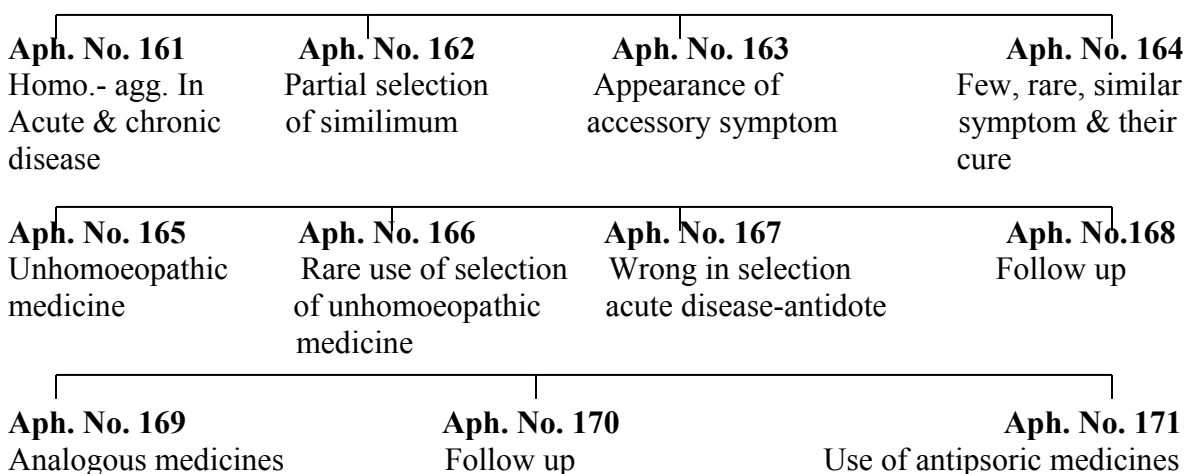 Aph. No. 161 Aph. No. 162 Aph. No. 163 Aph. No. 164
Homo.- agg. In Partial selection Appearance of Few, rare, similar
Acute & chronic of similimum accessory symptom symptom & their
disease cure
Aph. No. 165 Aph. No. 166 Aph. No. 167 Aph. No.168
Unhomoeopathic Rare use of selection Wrong in selection Follow up
medicine of unhomoeopathic acute disease-antidote
medicine
Aph. No. 169 Aph. No. 170 Aph. No. 171
Analogous medicines Follow up Use of antipsoric medicines